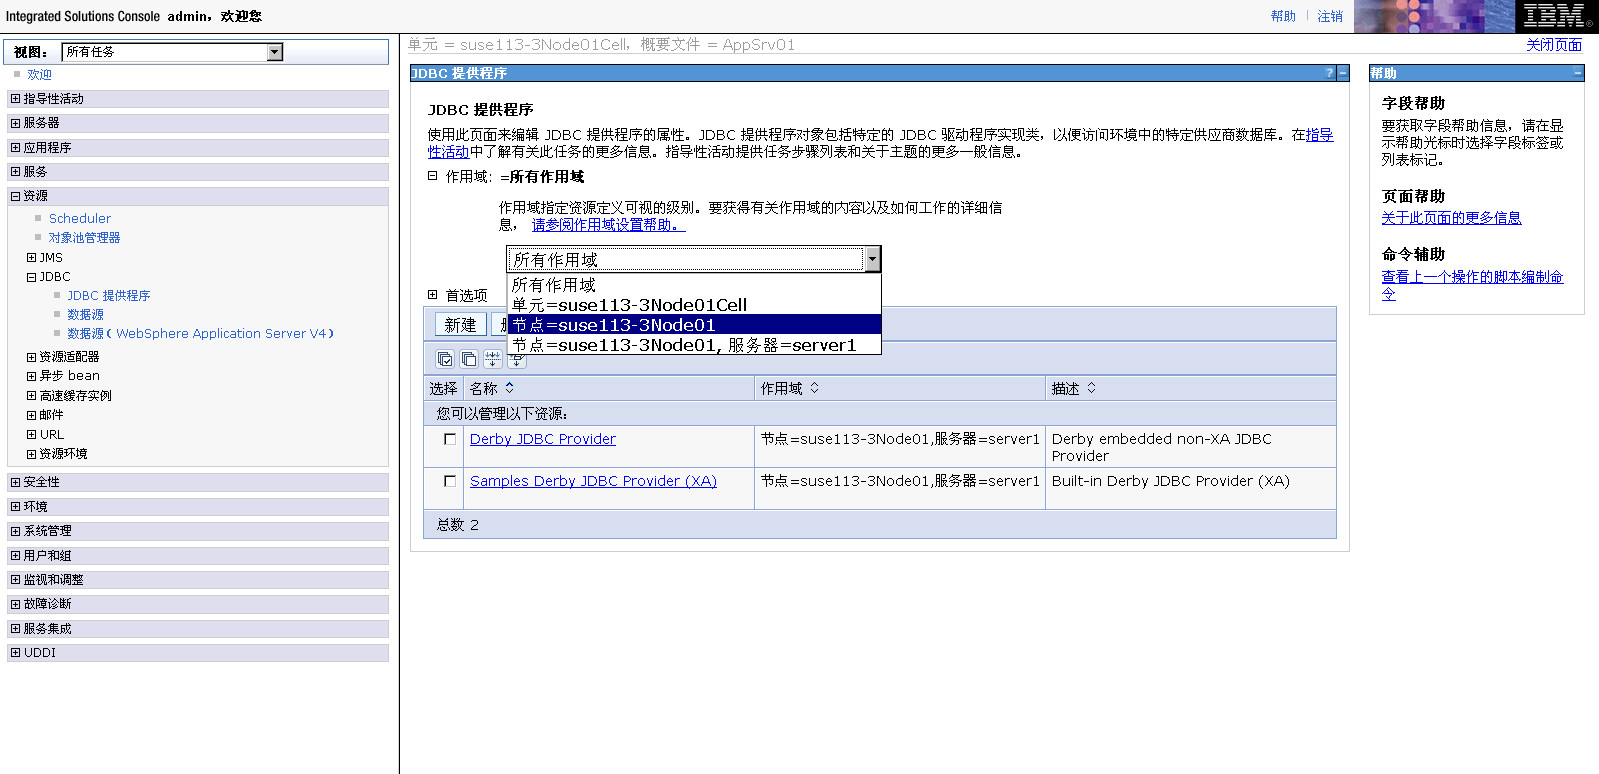 Integrated Solutions Console admin，欢迎您
帮助 注销
IBM
视图： 所有任务
欢迎
指导性活动
服务器
应用程序
服务
资源
Scheduler
对象池管理器
JMS
JDBC
JDBC 提供程序
数据源
数据源（WebSphere Application Server V4）
资源适配器
异步 bean
高速缓存实例
邮件
URL
资源环境
安全性
环境
系统管理
用户和组
监视和调整
故障诊断
服务集成
UDDI
单元 = suse113-3Node01Cell，概要文件 = AppSrv01
关闭页面
JDBC 提供程序
JDBC 提供程序
使用此页面来编辑 JDBC 提供程序的属性。JDBC 提供程序对象包括特定的 JDBC 驱动程序实现类，以便访问环境中的特定供应商数据库。在指导
性活动中了解有关此任务的更多信息。指导性活动提供任务步骤列表和关于主题的更多一般信息。
作用域: =所有作用域
作用域指定资源定义可视的级别。要获得有关作用域的内容以及如何工作的详细信
息， 请参阅作用域设置帮助。
所有作用域
所有作用域
单元=suse113-3Node01Cell
节点=suse113-3Node01
节点=suse113-3Node01, 服务器=server1
首选项
新建
选择 名称 作用域 描述
您可以管理以下资源:
Derby JDBC Provider 节点=suse113-3Node01,服务器=server1 Derby embedded non-XA JDBC
Provider
Samples Derby JDBC Provider (XA) 节点=suse113-3Node01,服务器=server1 Built-in Derby JDBC Provider (XA)
总数 2
帮助
字段帮助
要获取字段帮助信息，请在显
示帮助光标时选择字段标签或
列表标记。
页面帮助
关于此页面的更多信息
命令辅助
查看上一个操作的脚本编制命
令